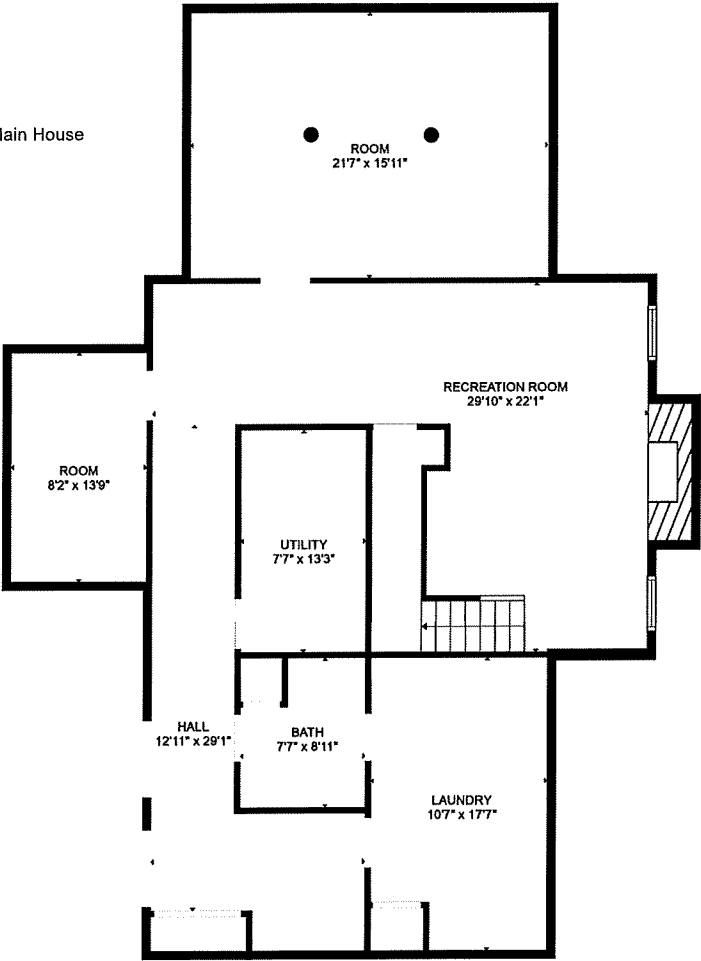 ain House
ROOM
21'7" x 15'11"
RECREATION ROOM
29'10" x 22'1"
ROOM
8'2" x 13'9"
UTILITY
7'7" x 13'3"
HALL
12'11" x 29'1"
BATH
7'7" x 8'11"
LAUNDRY
10'7" x 17'7"